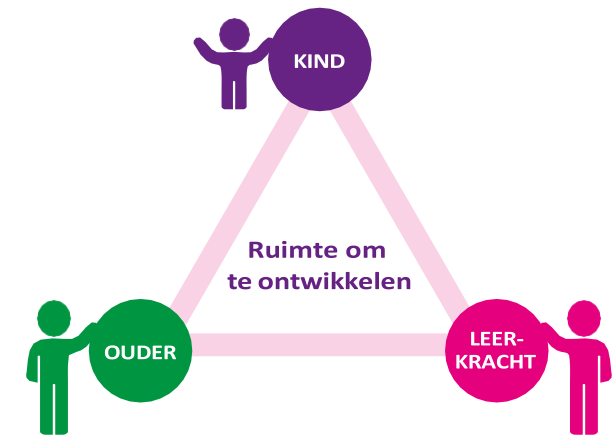 KIND
Ruimte om
te ontwikkelen
OUDER
LEER-
KRACHT